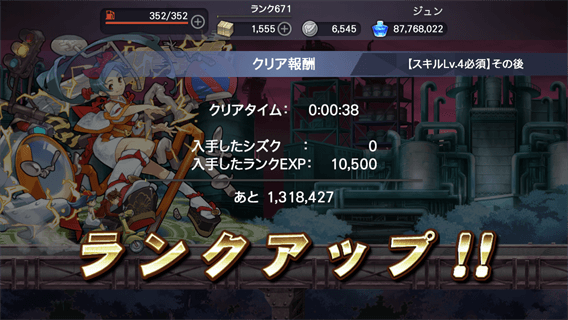 ランク671
352/352
1,555
6,545
ジュン
87,768,022
クリア報酬
【スキルLv.4必須】その後
クリアタイム: 0:00:38
入手したシズク : 0
入手したランクEXP: 10,500
あと 1,318,427
ランクアップ!!